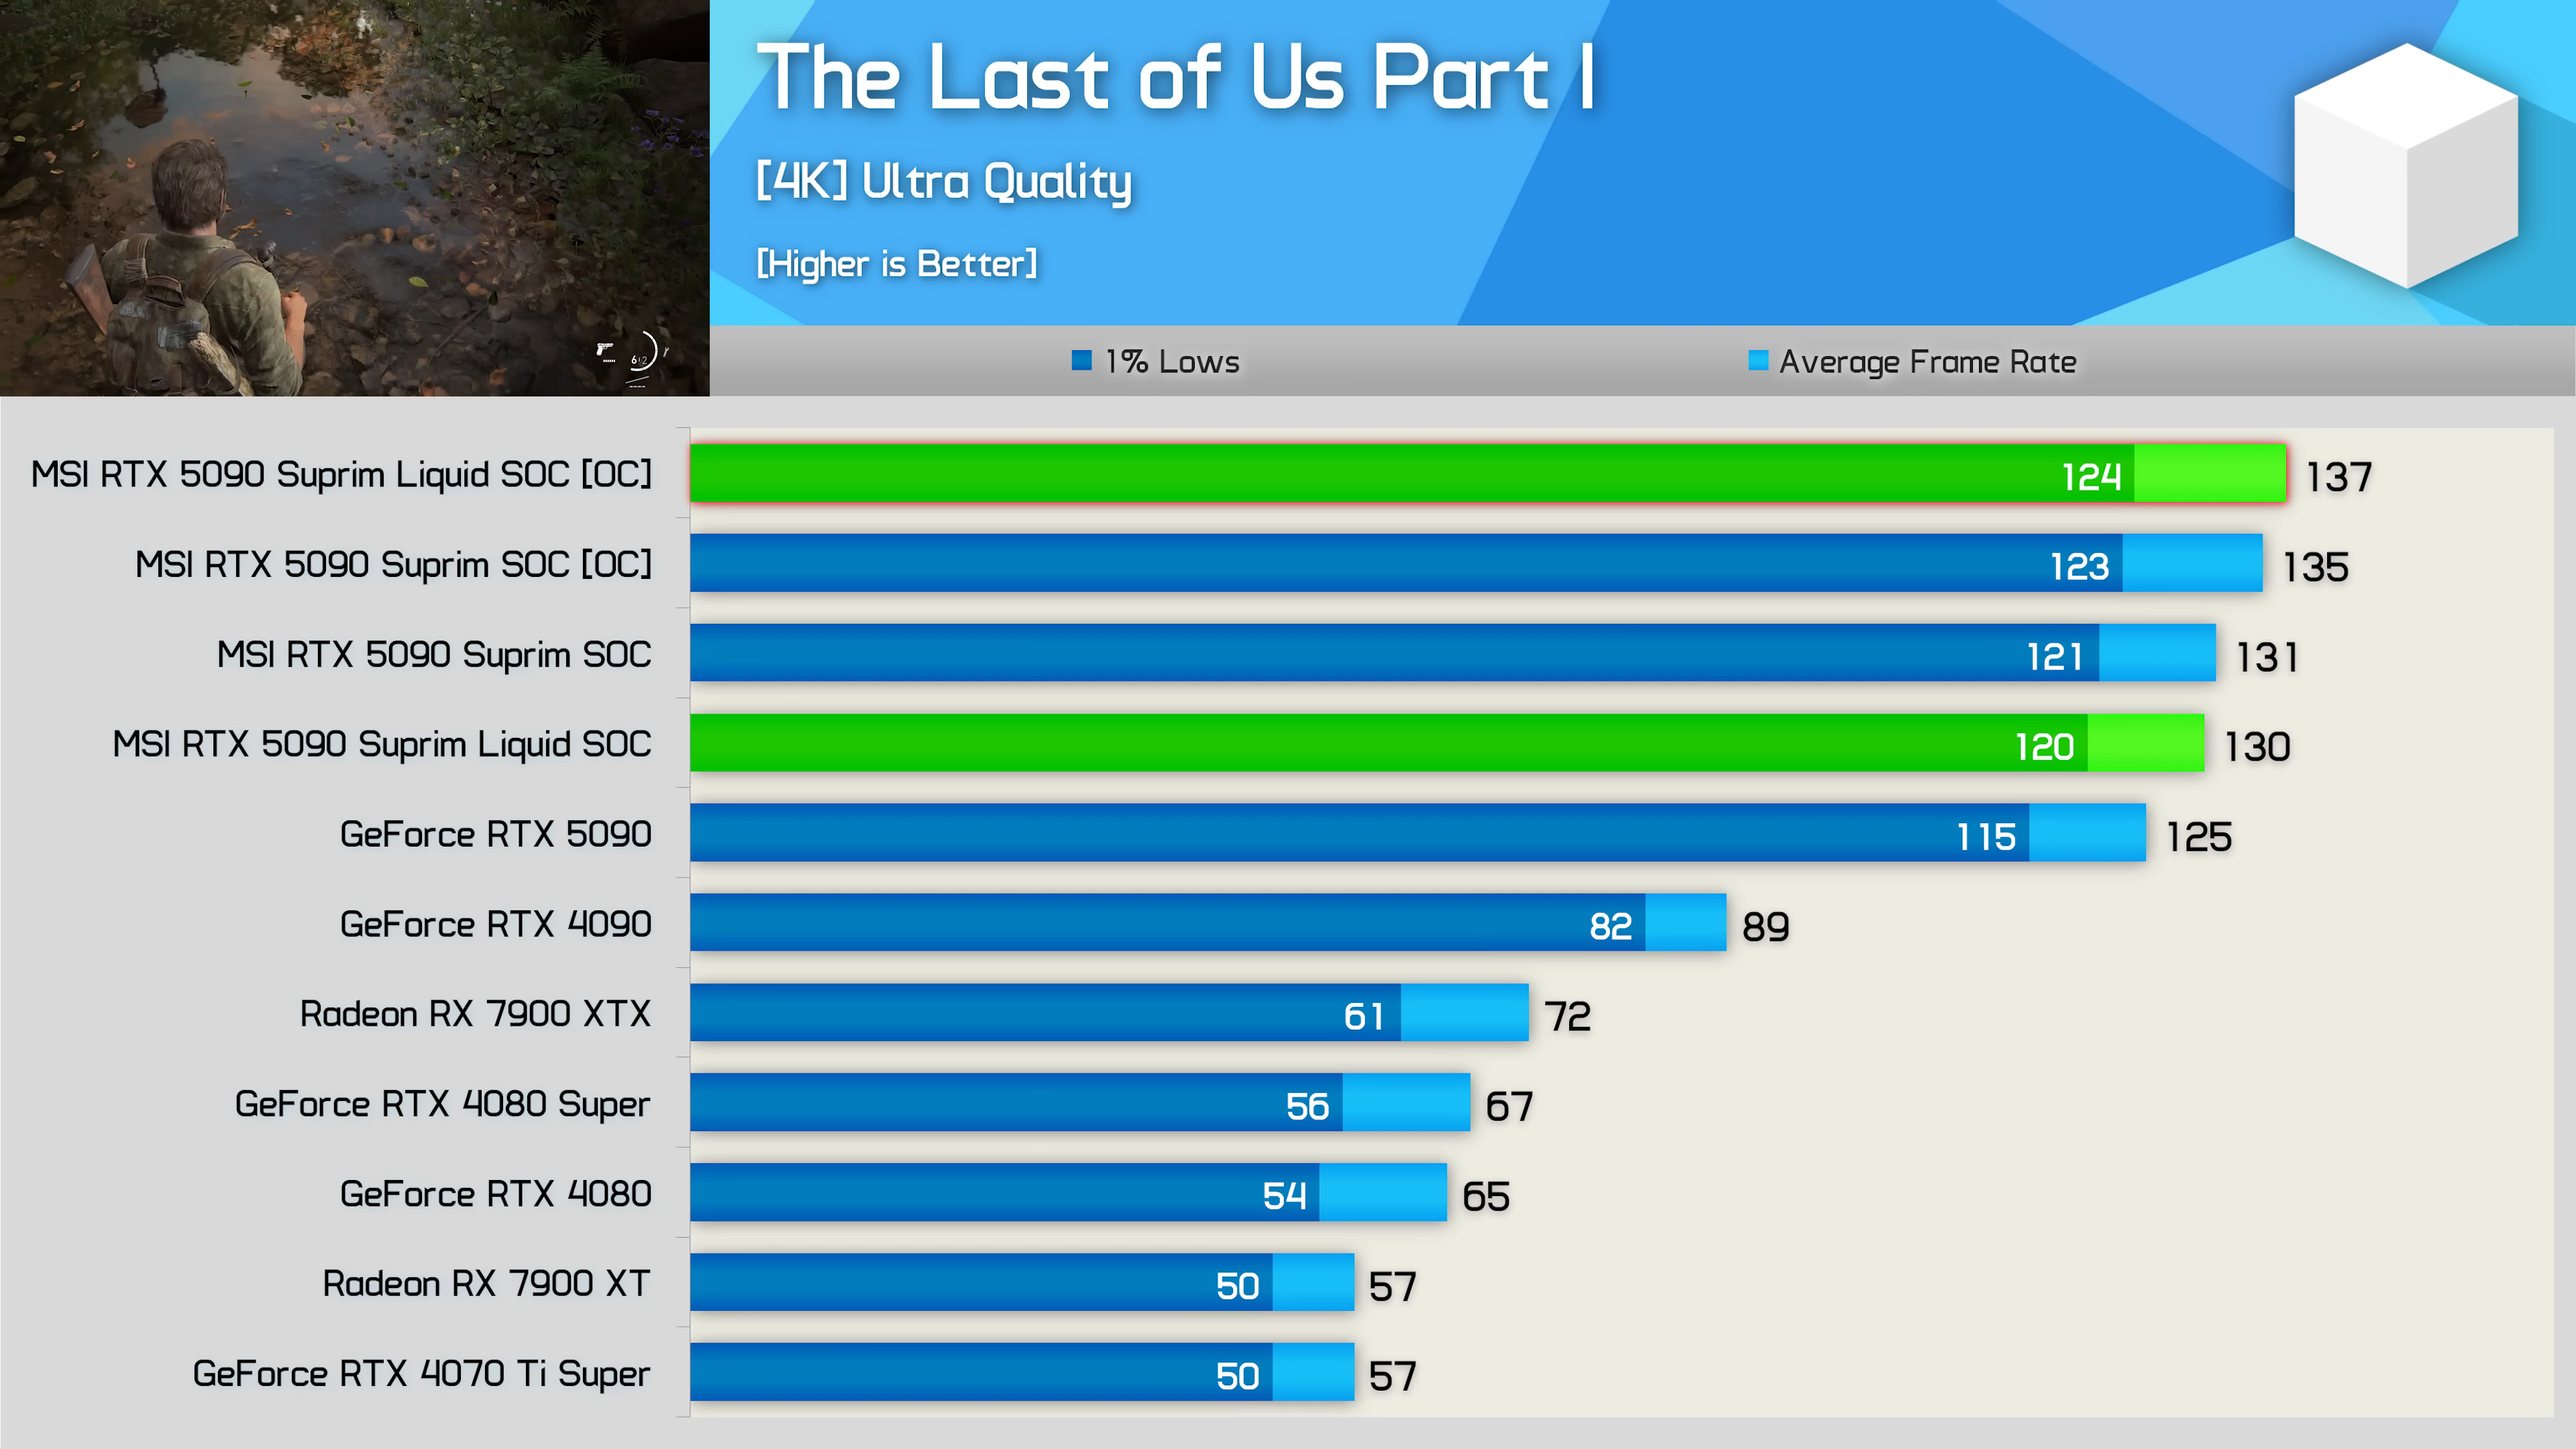 The Last of Us Part I
[4K] Ultra Quality
[Higher is Better]
1% Lows
Average Frame Rate
MSI RTX 5090 Suprim Liquid SOC [OC] 124 137
MSI RTX 5090 Suprim SOC [OC] 123 135
MSI RTX 5090 Suprim SOC 121 131
MSI RTX 5090 Suprim Liquid SOC 120 130
GeForce RTX 5090 115 125
GeForce RTX 4090 82 89
Radeon RX 7900 XTX 61 72
GeForce RTX 4080 Super 56 67
GeForce RTX 4080 54 65
Radeon RX 7900 XT 50 57
GeForce RTX 4070 Ti Super 50 57